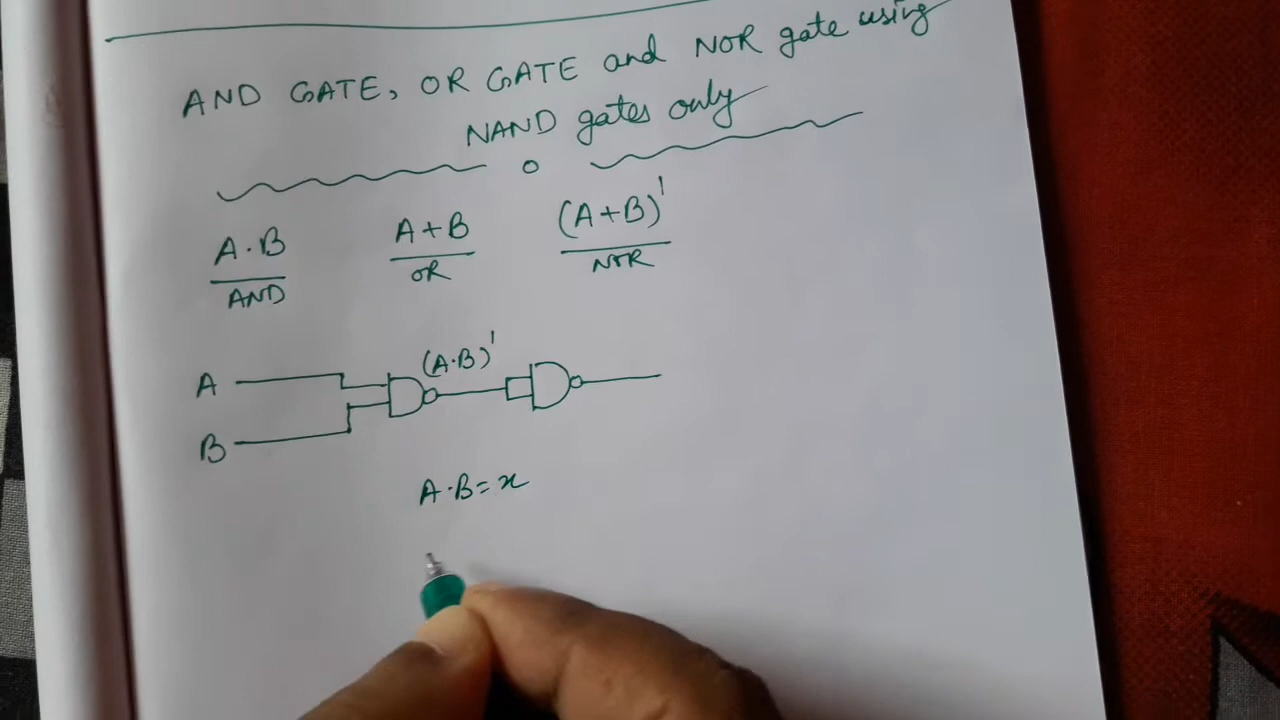 AND GATE, OR GATE and NOR gate using
NAND gates only
A·B
AND
A+B
OR
(A+B)'
NOR
(A·B)'
A
B
A·B=x